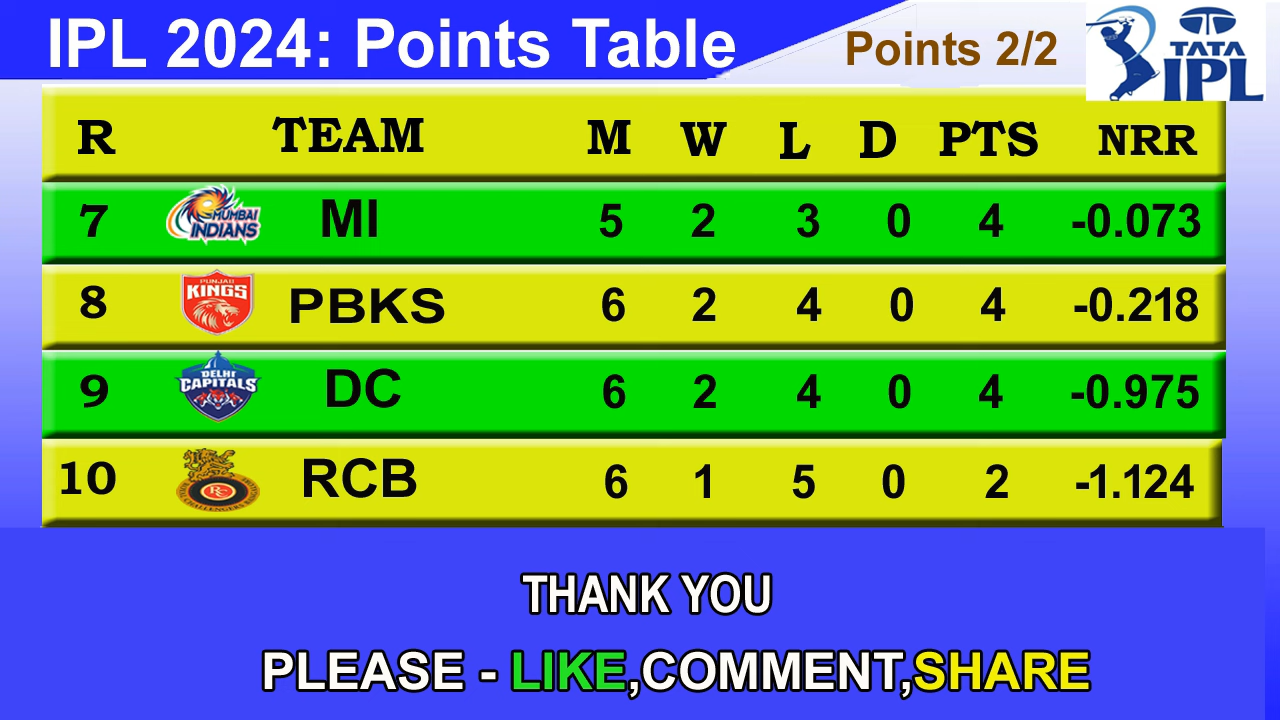 IPL 2024: Points Table Points 2/2 TATA IPL
R TEAM M W L D PTS NRR
7 MUMBAI INDIANS MI 5 2 3 0 4 -0.073
8 PUNJAB KINGS PBKS 6 2 4 0 4 -0.218
9 DELHI CAPITALS DC 6 2 4 0 4 -0.975
10 RCB 6 1 5 0 2 -1.124
THANK YOU
PLEASE - LIKE,COMMENT,SHARE